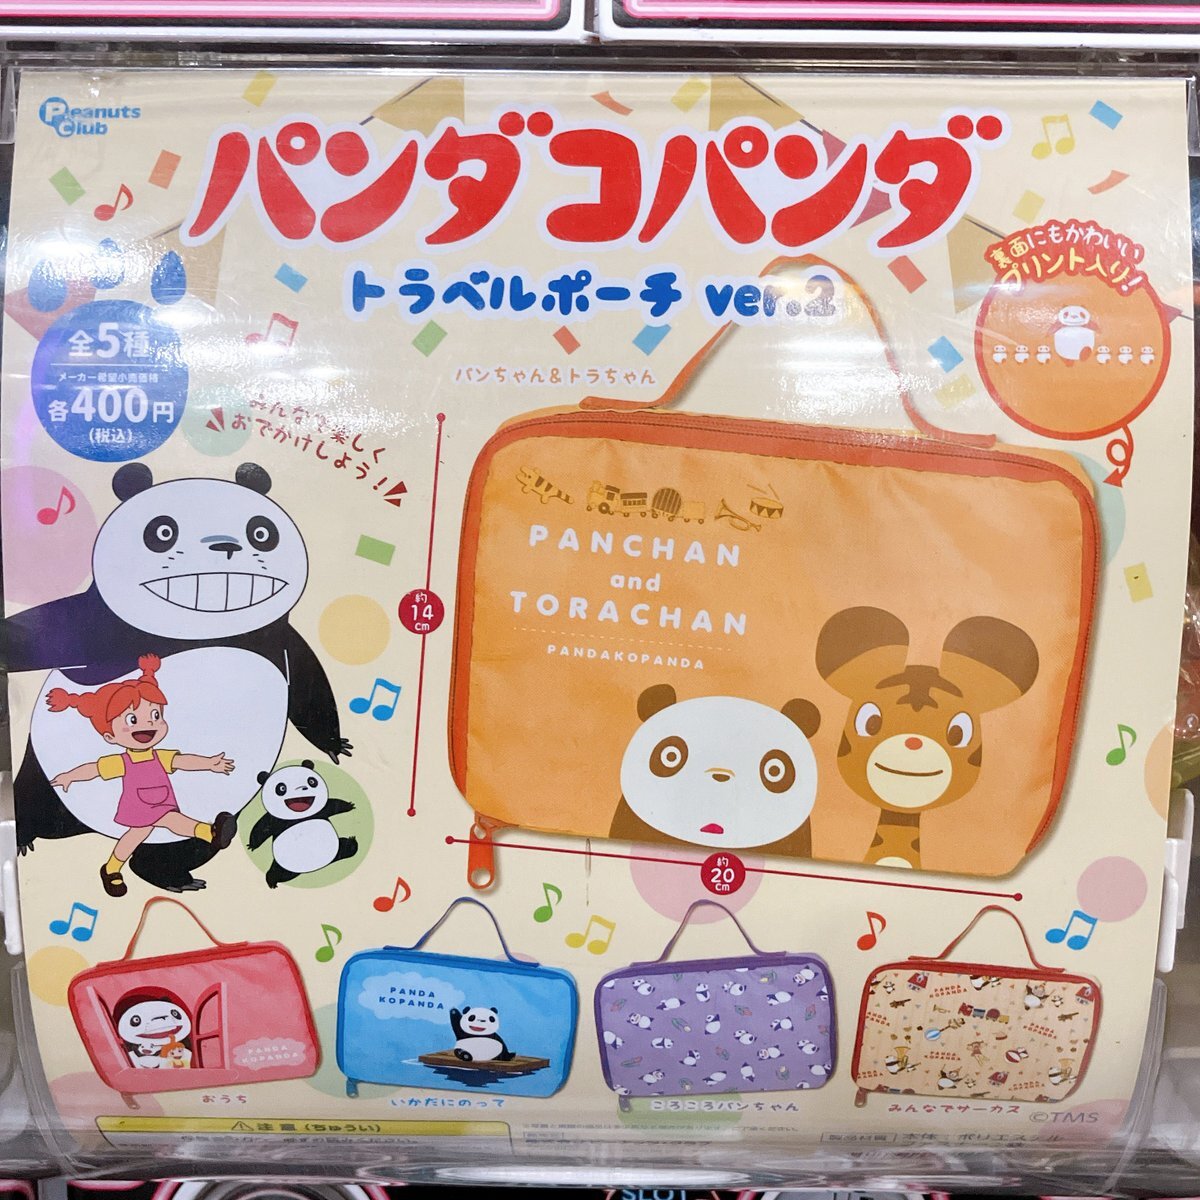 Peanuts Club
パンダコパンダ
トラベルポーチ ver.2
裏面にもかわいい
プリント入り!
全5種
メーカー希望小売価格
各400円
(税込)
みんなで楽しく
おでかけしよう!
パンちゃん&トラちゃん
PANCHAN
and
TORACHAN
PANDAKOPANDA
約
14
cm
約
20
cm
PANDA
KOPANDA
PANDA
KOPANDA
PANDA
KOPANDA
おうち
いかだにのって
ころころパンちゃん
みんなでサーカス
©TMS
⚠注意(ちゅうい)
本体 ポリエステル
SLOT